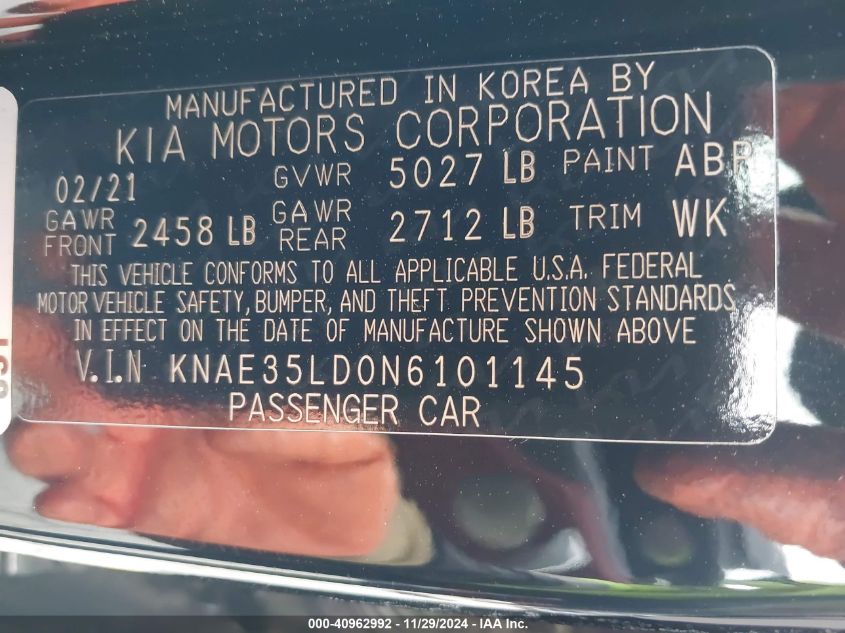 MANUFACTURED IN KOREA BY
KIA MOTORS CORPORATION
02/21 GVWR 5027 LB PAINT ABP
GAWR FRONT 2458 LB GAWR REAR 2712 LB TRIM WK
THIS VEHICLE CONFORMS TO ALL APPLICABLE U.S.A. FEDERAL
MOTOR VEHICLE SAFETY, BUMPER, AND THEFT PREVENTION STANDARDS
IN EFFECT ON THE DATE OF MANUFACTURE SHOWN ABOVE
V.I.N KNAE35LD0N6101145
PASSENGER CAR
000-40962992 - 11/29/2024 - IAA Inc.